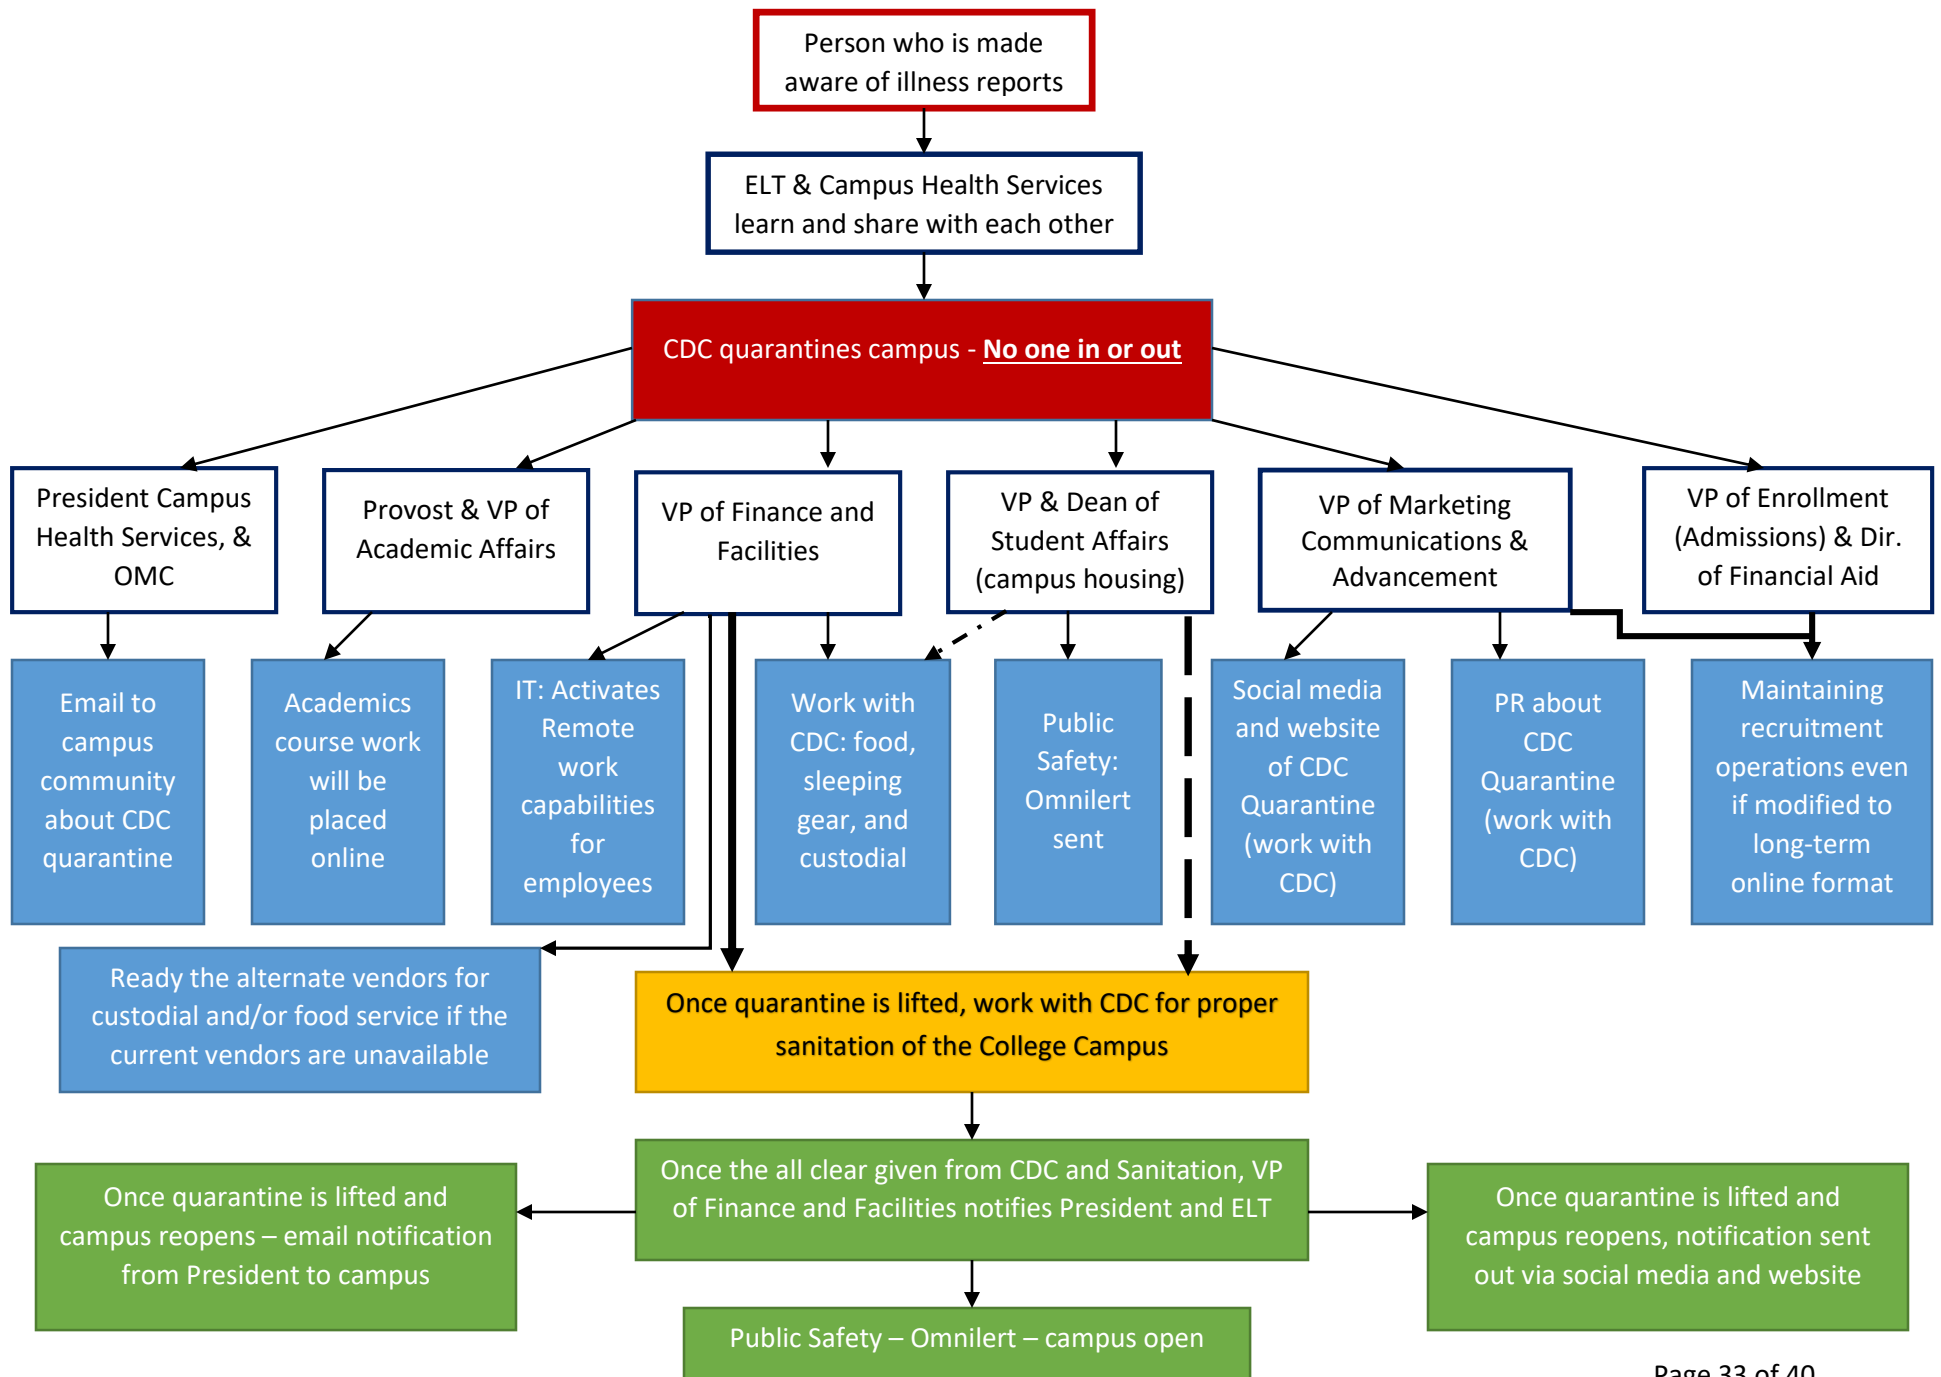 Person who is made
aware of illness reports
ELT & Campus Health Services
learn and share with each other
CDC quarantines campus - No one in or out
President Campus
Health Services, &
OMC
Provost & VP of
Academic Affairs
VP of Finance and
Facilities
VP & Dean of
Student Affairs
(campus housing)
VP of Marketing
Communications &
Advancement
VP of Enrollment
(Admissions) & Dir.
of Financial Aid
Email to
campus
community
about CDC
quarantine
Academics
course work
will be
placed
online
IT: Activates
Remote
work
capabilities
for
employees
Work with
CDC: food,
sleeping
gear, and
custodial
Public
Safety:
Omnilert
sent
Social media
and website
of CDC
Quarantine
(work with
CDC)
PR about
CDC
Quarantine
(work with
CDC)
Maintaining
recruitment
operations even
if modified to
long-term
online format
Ready the alternate vendors for
custodial and/or food service if the
current vendors are unavailable
Once quarantine is lifted, work with CDC for proper
sanitation of the College Campus
Once the all clear given from CDC and Sanitation, VP
of Finance and Facilities notifies President and ELT
Once quarantine is lifted and
campus reopens – email notification
from President to campus
Once quarantine is lifted and
campus reopens, notification sent
out via social media and website
Public Safety – Omnilert – campus open
Page 33 of 40